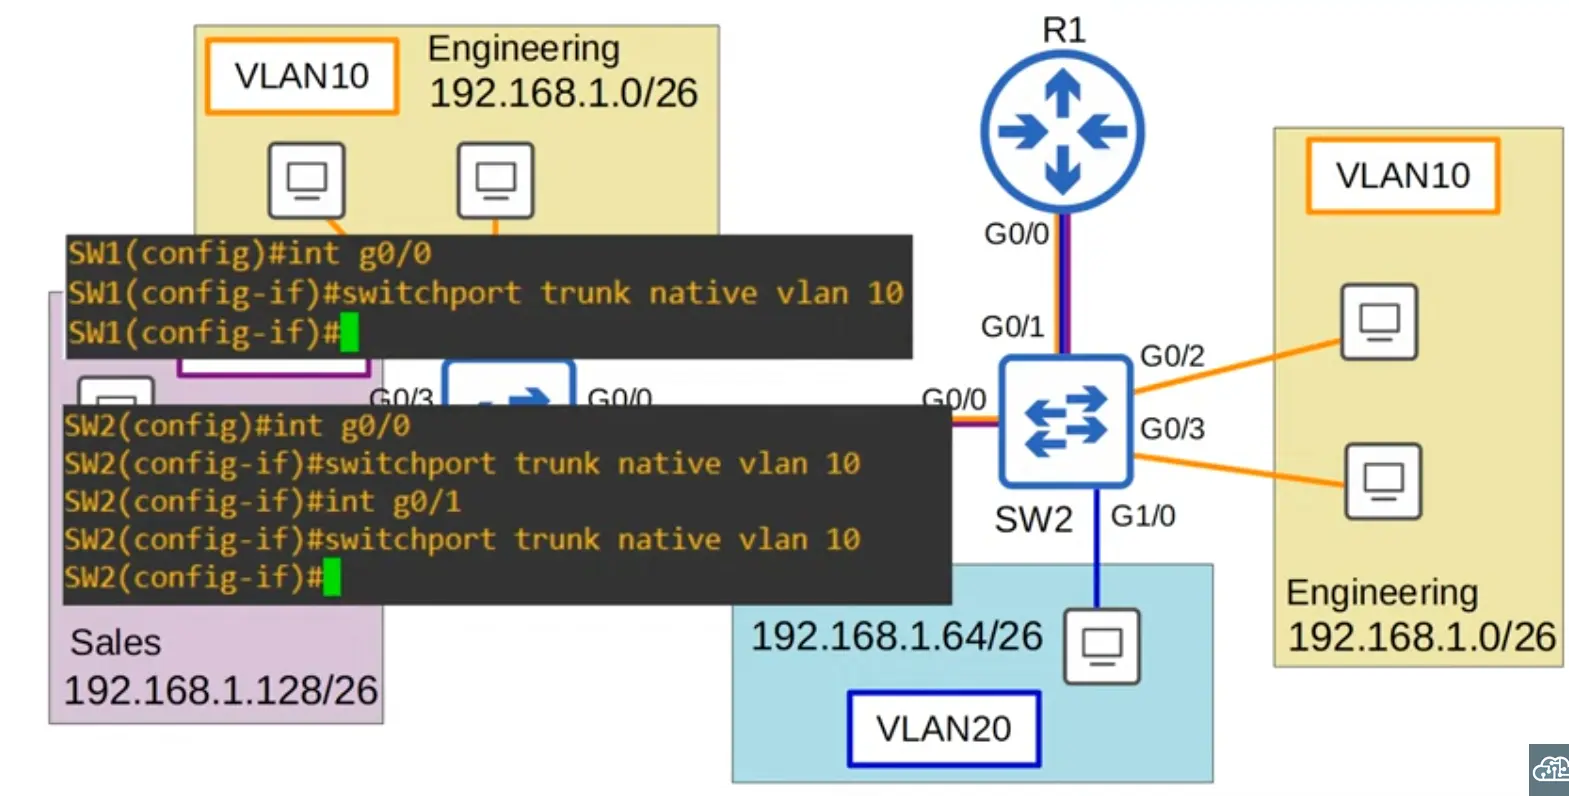 R1
Engineering
VLAN10
192.168.1.0/26
VLAN10
G0/0
SW1(config)#int g0/0
SW1(config-if)#switchport trunk native vlan 10
SW1(config-if)#
G0/1
G0/2
G0/3
G0/0
G0/0
SW2(config)#int g0/0
SW2(config-if)#switchport trunk native vlan 10
SW2(config-if)#int g0/1
SW2(config-if)#switchport trunk native vlan 10
SW2(config-if)#
G0/3
SW2
G1/0
Engineering
192.168.1.0/26
Sales
192.168.1.128/26
192.168.1.64/26
VLAN20